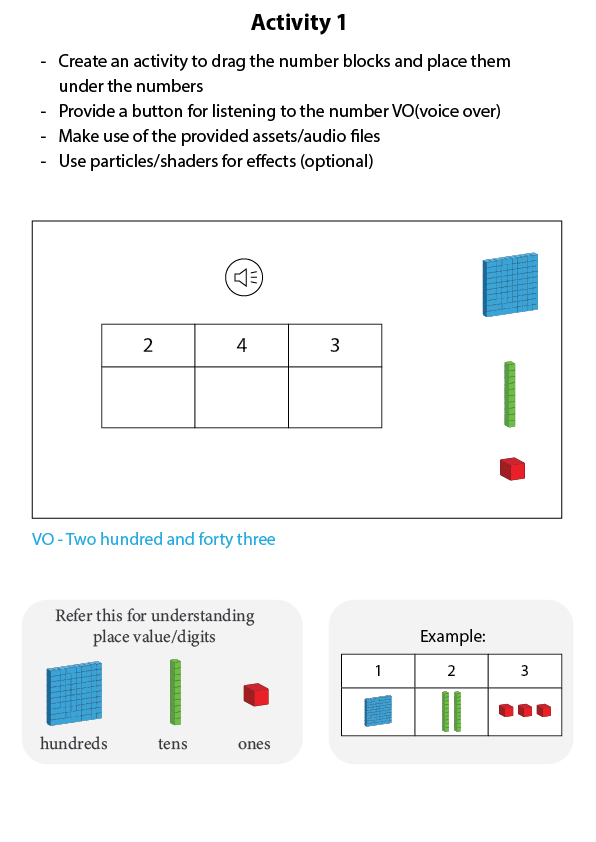 Activity 1
- Create an activity to drag the number blocks and place them
under the numbers
- Provide a button for listening to the number VO(voice over)
- Make use of the provided assets/audio files
- Use particles/shaders for effects (optional)
2 4 3
VO - Two hundred and forty three
Refer this for understanding
place value/digits
hundreds tens ones
Example:
1 2 3